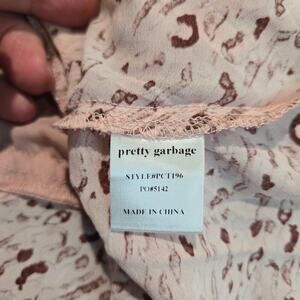 pretty garbage
STYLE#PCT196
PO#5142
MADE IN CHINA